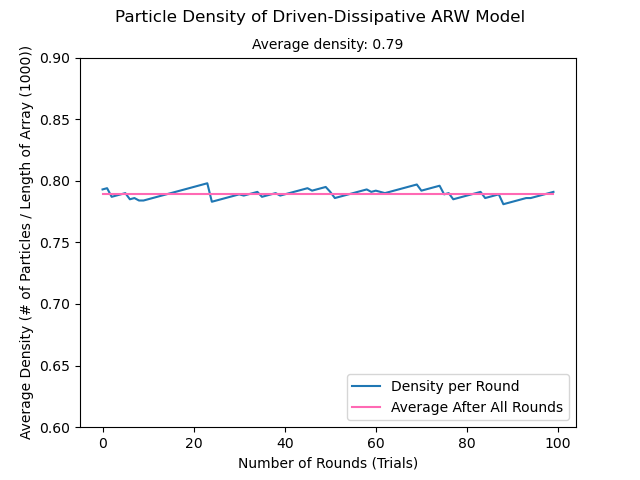 Particle Density of Driven-Dissipative ARW Model
Average density: 0.79
Average Density (# of Particles / Length of Array (1000))
0.90
0.85
0.80
0.75
0.70
0.65
0.60
Density per Round
Average After All Rounds
0 20 40 60 80 100
Number of Rounds (Trials)